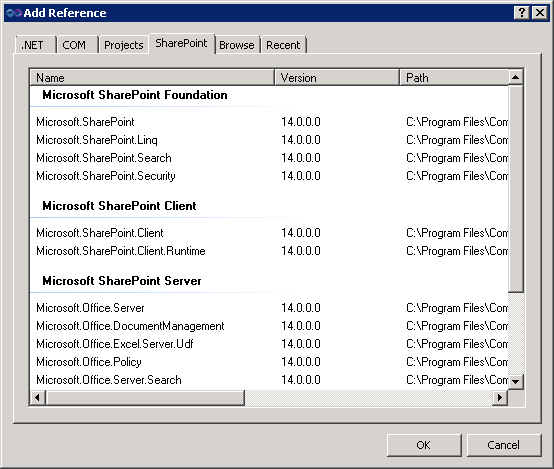 Add Reference
.NET COM Projects SharePoint Browse Recent
Name Version Path
Microsoft SharePoint Foundation
Microsoft.SharePoint 14.0.0.0 C:\Program Files\Com
Microsoft.SharePoint.Linq 14.0.0.0 C:\Program Files\Com
Microsoft.SharePoint.Search 14.0.0.0 C:\Program Files\Com
Microsoft.SharePoint.Security 14.0.0.0 C:\Program Files\Com
Microsoft SharePoint Client
Microsoft.SharePoint.Client 14.0.0.0 C:\Program Files\Com
Microsoft.SharePoint.Client.Runtime 14.0.0.0 C:\Program Files\Com
Microsoft SharePoint Server
Microsoft.Office.Server 14.0.0.0 C:\Program Files\Com
Microsoft.Office.DocumentManagement 14.0.0.0 C:\Program Files\Com
Microsoft.Office.Excel.Server.Udf 14.0.0.0 C:\Program Files\Com
Microsoft.Office.Policy 14.0.0.0 C:\Program Files\Com
Microsoft.Office.Server.Search 14.0.0.0 C:\Program Files\Com
OK Cancel